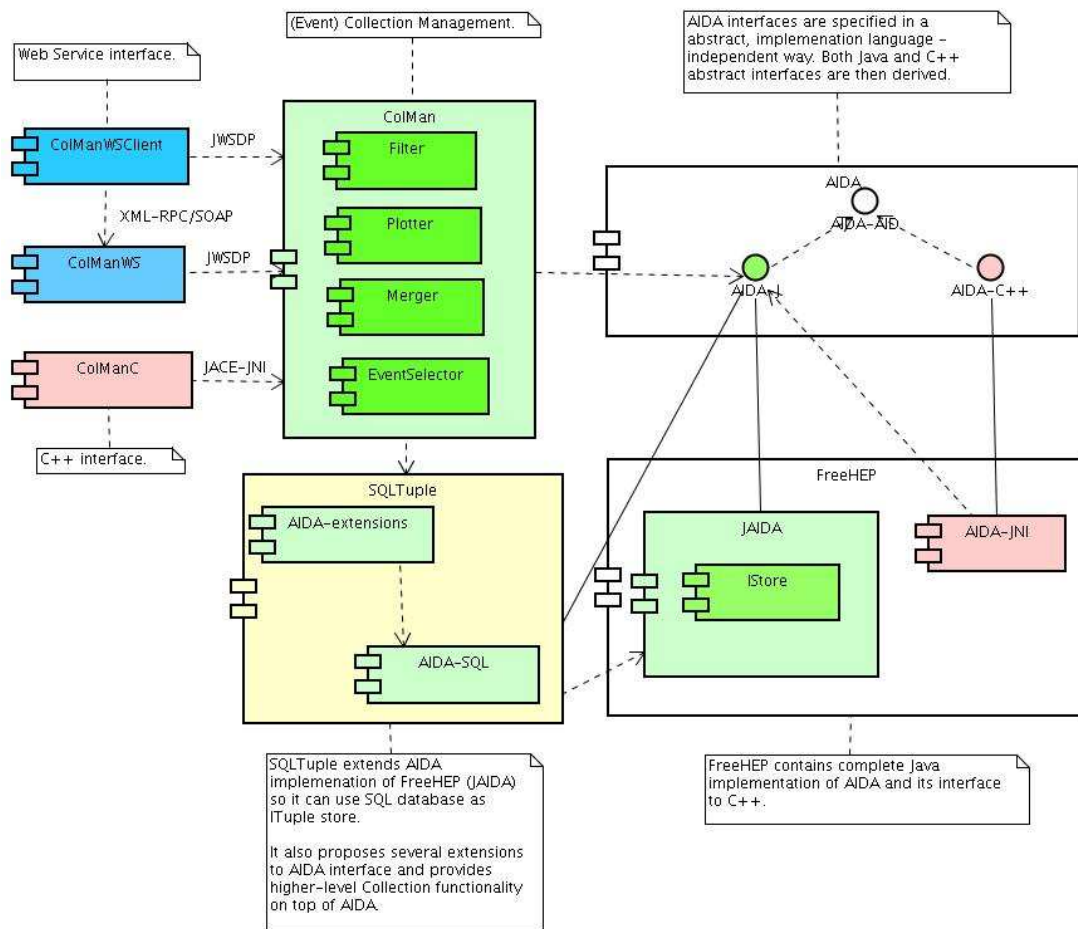 (Event) Collection Management.
AIDA interfaces are specified in a
abstract, implemenation language -
independent way. Both Java and C++
abstract interfaces are then derived.
Web Service interface.
ColMan
ColManWSClient
JWSDP
Filter
AIDA
XML-RPC/SOAP
Plotter
ColManWS
JWSDP
Merger
AIDA-C++
ColManC
JACE-JNI
EventSelector
C++ interface.
SQLTuple
FreeHEP
AIDA-extensions
JAIDA
AIDA-JNI
IStore
AIDA-SQL
SQLTuple extends AIDA
implemenation of FreeHEP (JAIDA)
so it can use SQL database as
ITuple store.
It also proposes several extensions
to AIDA interface and provides
higher-level Collection functionality
on top of AIDA.
FreeHEP contains complete Java
implementation of AIDA and its interface
to C++.